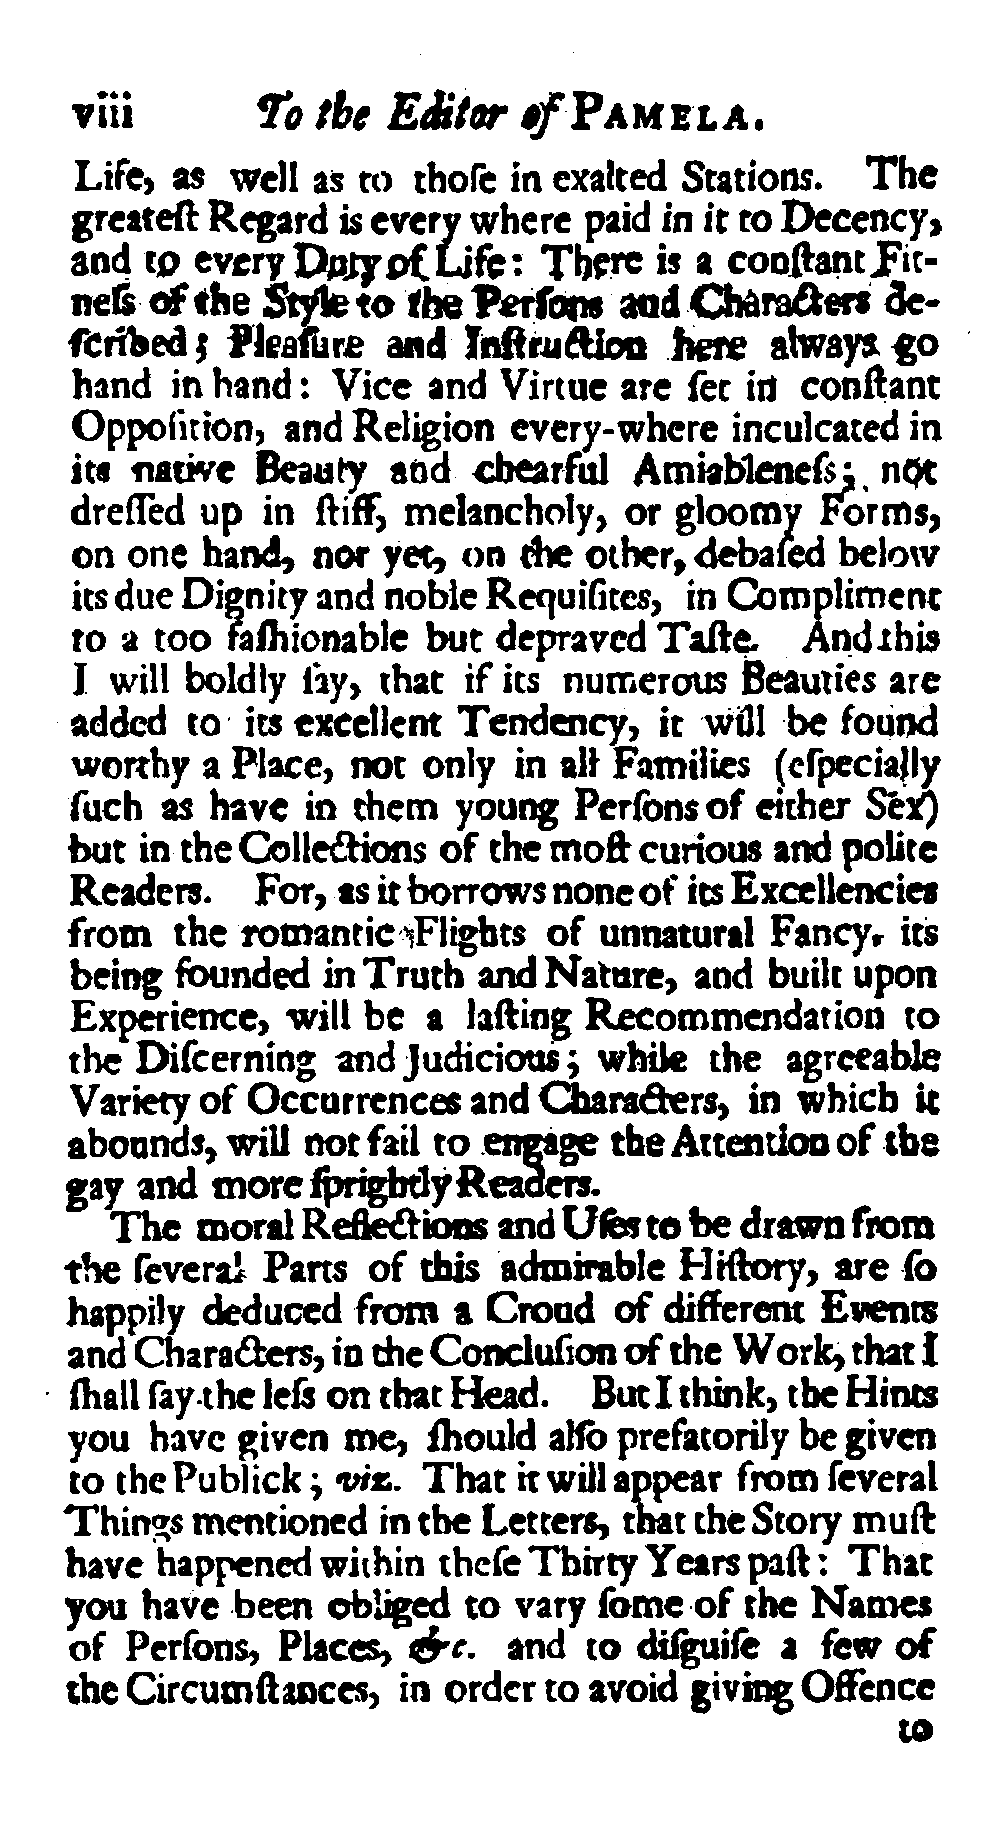 viii To the Editor of PAMELA.
Life, as well as to thoſe in exalted Stations. The
greateſt Regard is every where paid in it to Decency,
and to every Duty of Life: There is a conſtant Fit-
neſs of the Style to the Perſons and Characters de-
ſcribed; Pleaſure and Inſtruction here always go
hand in hand: Vice and Virtue are ſet in conſtant
Oppoſition, and Religion every-where inculcated in
its native Beauty and chearful Amiableneſs; not
dreſſed up in ſtiff, melancholy, or gloomy Forms,
on one hand, nor yet, on the other, debaſed below
its due Dignity and noble Requiſites, in Compliment
to a too faſhionable but depraved Taſte. And this
I will boldly ſay, that if its numerous Beauties are
added to its excellent Tendency, it will be found
worthy a Place, not only in all Families (eſpecially
ſuch as have in them young Perſons of either Sex)
but in the Collections of the moſt curious and polite
Readers. For, as it borrows none of its Excellencies
from the romantic Flights of unnatural Fancy, its
being founded in Truth and Nature, and built upon
Experience, will be a laſting Recommendation to
the Diſcerning and Judicious; while the agreeable
Variety of Occurrences and Characters, in which it
abounds, will not fail to engage the Attention of the
gay and more ſprightly Readers.
The moral Reflections and Uſes to be drawn from
the ſeveral Parts of this admirable Hiſtory, are ſo
happily deduced from a Croud of different Events
and Characters, in the Concluſion of the Work, that I
ſhall ſay the leſs on that Head. But I think, the Hints
you have given me, ſhould alſo prefatorily be given
to the Publick; viz. That it will appear from ſeveral
Things mentioned in the Letters, that the Story muſt
have happened within theſe Thirty Years paſt: That
you have been obliged to vary ſome of the Names
of Perſons, Places, &c. and to diſguiſe a few of
the Circumſtances, in order to avoid giving Offence
to